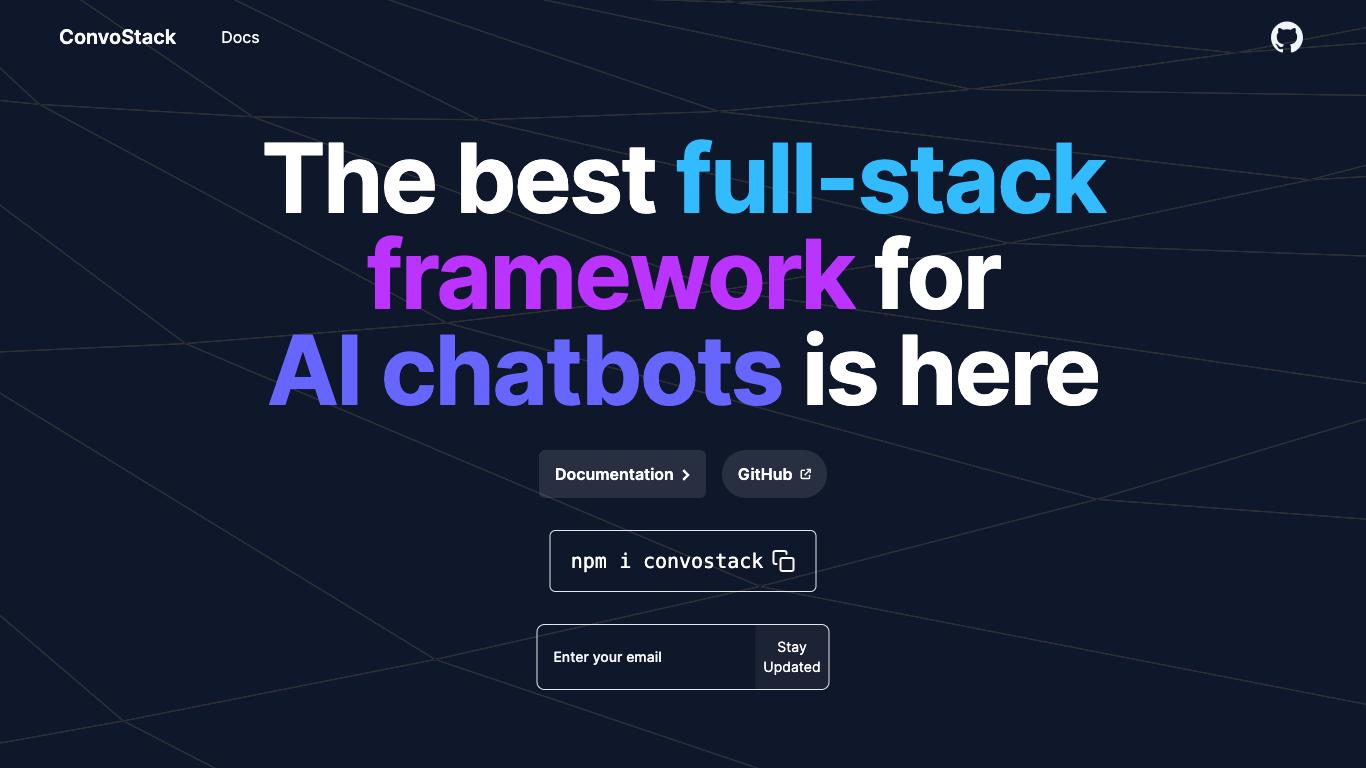 ConvoStack Docs
The best full-stack
framework for
AI chatbots is here
Documentation GitHub
npm i convostack
Enter your email
Stay
Updated